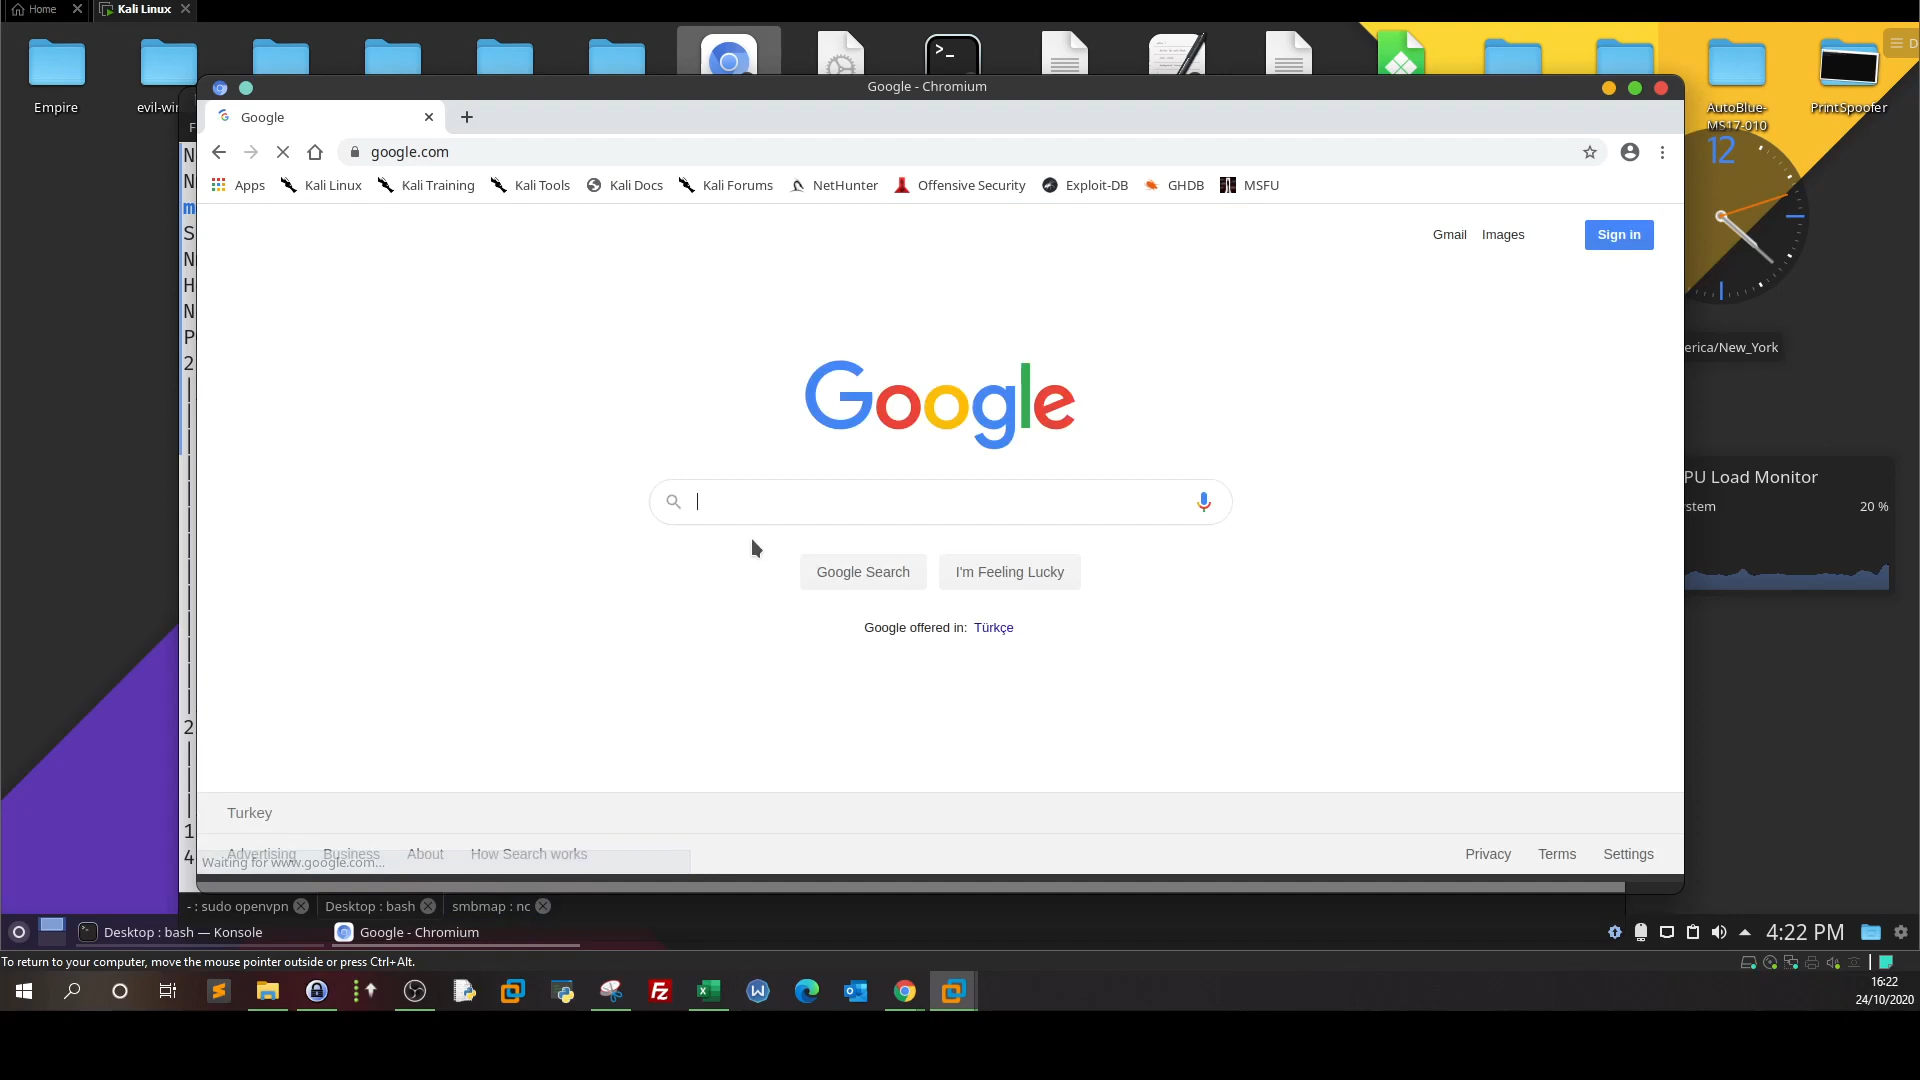 Home
Kali Linux
Empire
evil-wi
AutoBlue-
MS17-010
PrintSpoofer
D
Google - Chromium
Google
google.com
Apps
Kali Linux
Kali Training
Kali Tools
Kali Docs
Kali Forums
NetHunter
Offensive Security
Exploit-DB
GHDB
MSFU
Gmail
Images
Sign in
Google
Google Search
I'm Feeling Lucky
Google offered in: Türkçe
Turkey
Advertising
Business
About
How Search works
Privacy
Terms
Settings
Waiting for www.google.com...
12
erica/New_York
PU Load Monitor
stem
20 %
F
N
N
m
S
N
H
N
P
2
2
1
4
- : sudo openvpn
Desktop : bash
smbmap : nc
Desktop : bash — Konsole
Google - Chromium
4:22 PM
To return to your computer, move the mouse pointer outside or press Ctrl+Alt.
16:22
24/10/2020